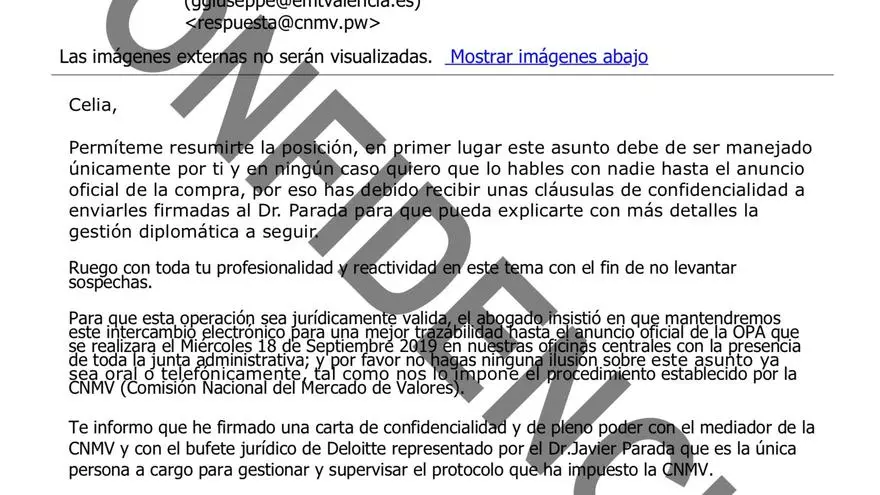 (ggiuseppe@emtvalencia.es)
<respuesta@cnmv.pw>
Las imágenes externas no serán visualizadas. Mostrar imágenes abajo
Celia,
Permíteme resumirte la posición, en primer lugar este asunto debe de ser manejado
únicamente por ti y en ningún caso quiero que lo hables con nadie hasta el anuncio
oficial de la compra, por eso has debido recibir unas cláusulas de confidencialidad a
enviarles firmadas al Dr. Parada para que pueda explicarte con más detalles la
gestión diplomática a seguir.
Ruego con toda tu profesionalidad y reactividad en este tema con el fin de no levantar
sospechas.
Para que esta operación sea jurídicamente valida, el abogado insistió en que mantendremos
este intercambio electrónico para una mejor trazabilidad hasta el anuncio oficial de la OPA que
se realizara el Miércoles 18 de Septiembre 2019 en nuestras oficinas centrales con la presencia
de toda la junta administrativa; y por favor no hagas ninguna ilusión sobre este asunto ya
sea oral o telefónicamente, tal como nos lo impone el procedimiento establecido por la
CNMV (Comisión Nacional del Mercado de Valores).
Te informo que he firmado una carta de confidencialidad y de pleno poder con el mediador de la
CNMV y con el bufete jurídico de Deloitte representado por el Dr.Javier Parada que es la única
persona a cargo para gestionar y supervisar el protocolo que ha impuesto la CNMV.
ONFIDENCI